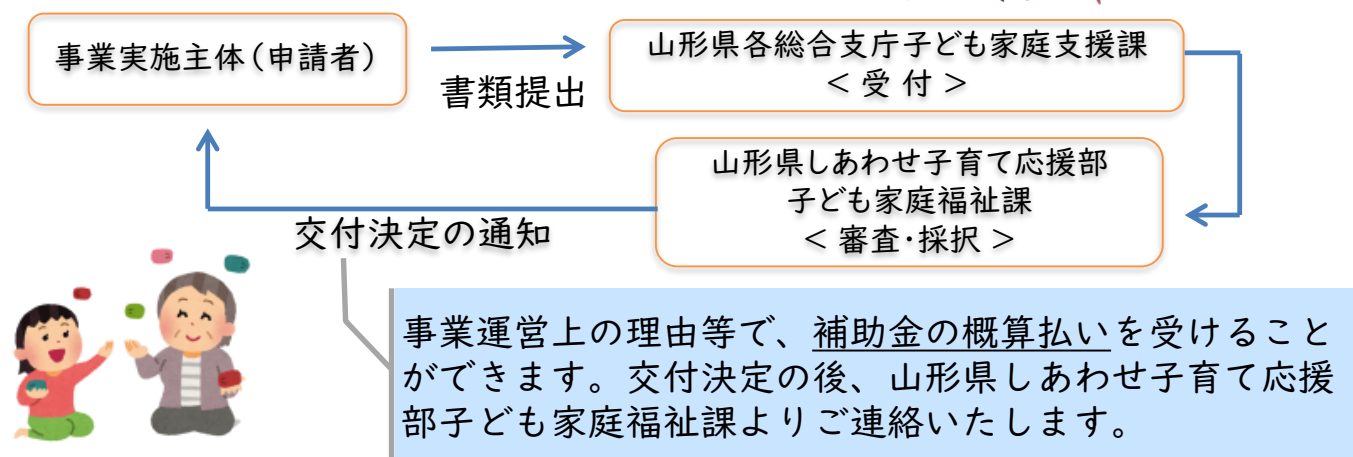 事業実施主体（申請者）
書類提出
山形県各総合支庁子ども家庭支援課
＜ 受 付 ＞
山形県しあわせ子育て応援部
子ども家庭福祉課
＜ 審査・採択 ＞
交付決定の通知
事業運営上の理由等で、補助金の概算払いを受けること
ができます。交付決定の後、山形県しあわせ子育て応援
部子ども家庭福祉課よりご連絡いたします。